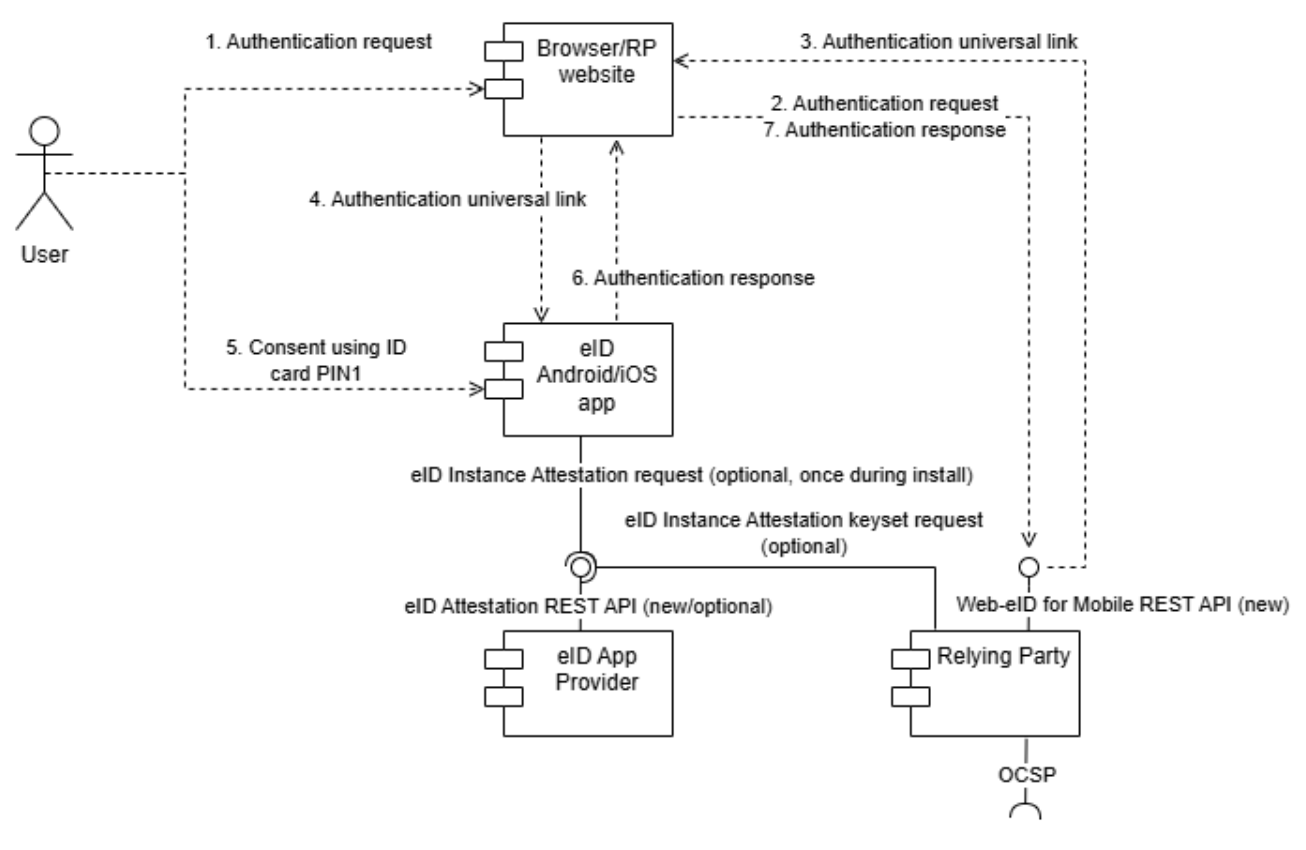 1. Authentication request
Browser/RP
website
3. Authentication universal link
2. Authentication request
7. Authentication response
User
4. Authentication universal link
6. Authentication response
5. Consent using ID
card PIN1
eID
Android/iOS
app
eID Instance Attestation request (optional, once during install)
eID Instance Attestation keyset request
(optional)
eID Attestation REST API (new/optional)
Web-eID for Mobile REST API (new)
eID App
Provider
Relying Party
OCSP